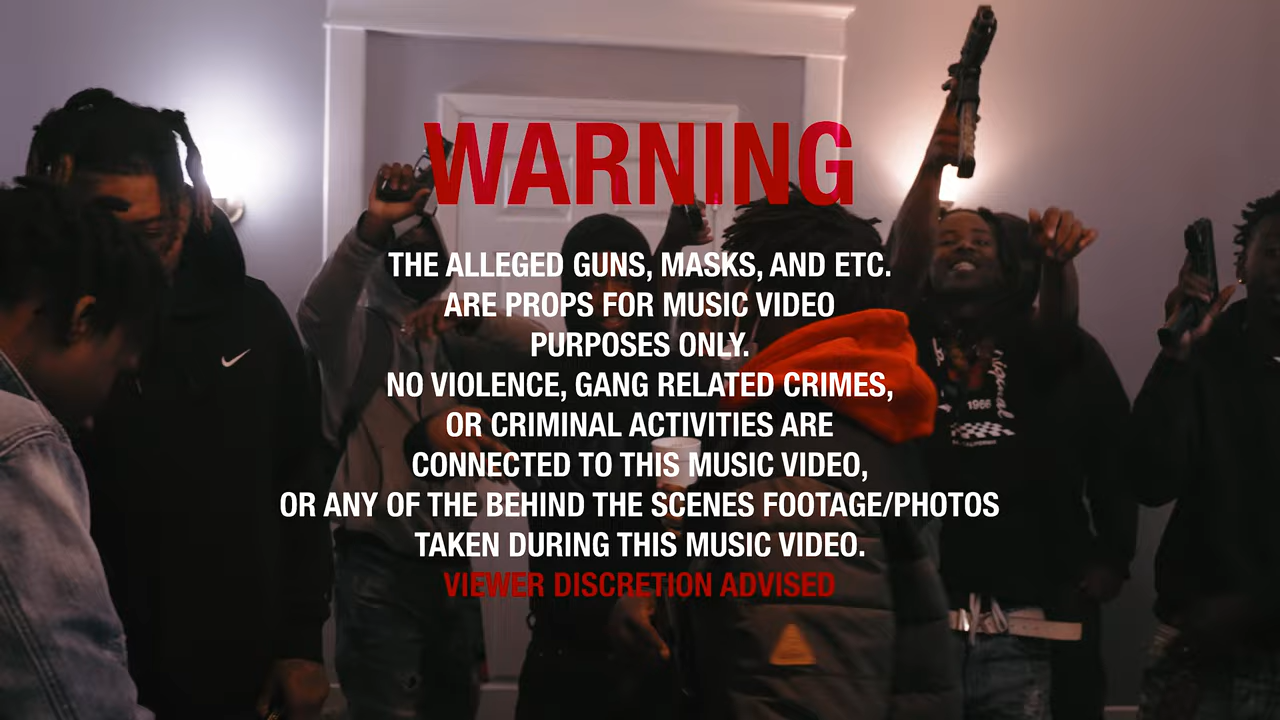 WARNING
THE ALLEGED GUNS, MASKS, AND ETC.
ARE PROPS FOR MUSIC VIDEO
PURPOSES ONLY.
NO VIOLENCE, GANG RELATED CRIMES,
OR CRIMINAL ACTIVITIES ARE
CONNECTED TO THIS MUSIC VIDEO,
OR ANY OF THE BEHIND THE SCENES FOOTAGE/PHOTOS
TAKEN DURING THIS MUSIC VIDEO.
VIEWER DISCRETION ADVISED
1966